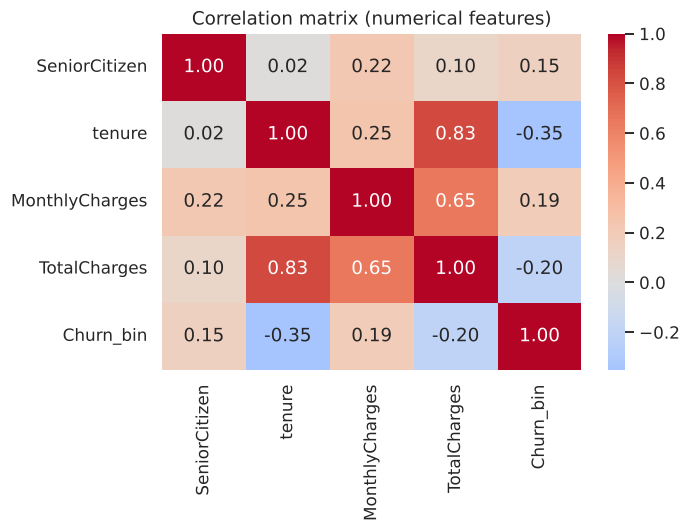 Correlation matrix (numerical features)
SeniorCitizen 1.00 0.02 0.22 0.10 0.15
tenure 0.02 1.00 0.25 0.83 -0.35
MonthlyCharges 0.22 0.25 1.00 0.65 0.19
TotalCharges 0.10 0.83 0.65 1.00 -0.20
Churn_bin 0.15 -0.35 0.19 -0.20 1.00
SeniorCitizen
tenure
MonthlyCharges
TotalCharges
Churn_bin
1.0
0.8
0.6
0.4
0.2
0.0
−0.2